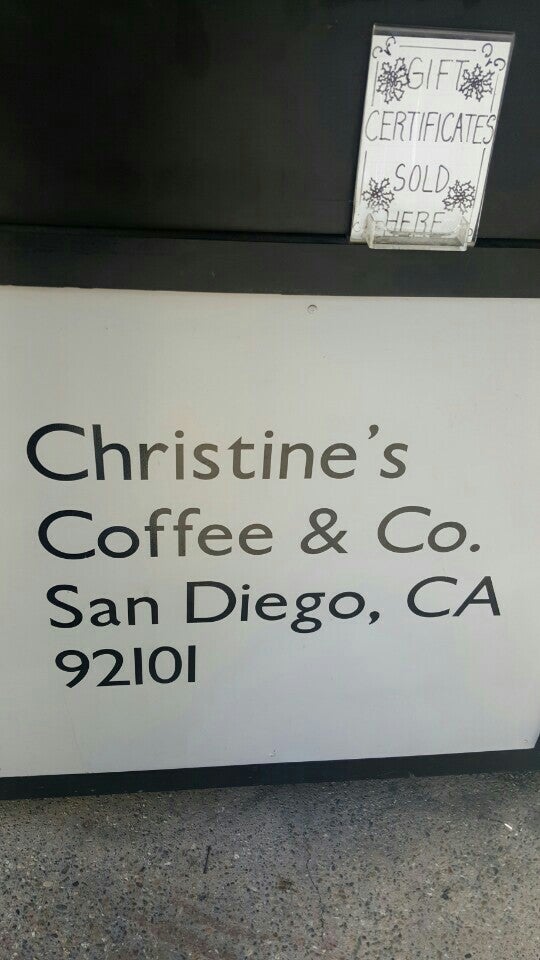 GIFT
CERTIFICATES
SOLD
HERE
Christine's
Coffee & Co.
San Diego, CA
92101